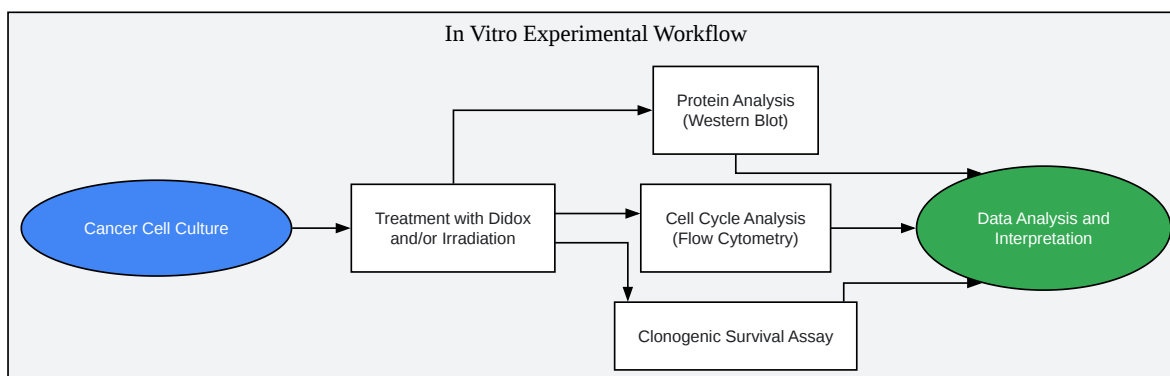 In Vitro Experimental Workflow
Protein Analysis
(Western Blot)
Cancer Cell Culture
Treatment with Didox
and/or Irradiation
Cell Cycle Analysis
(Flow Cytometry)
Data Analysis and
Interpretation
Clonogenic Survival Assay